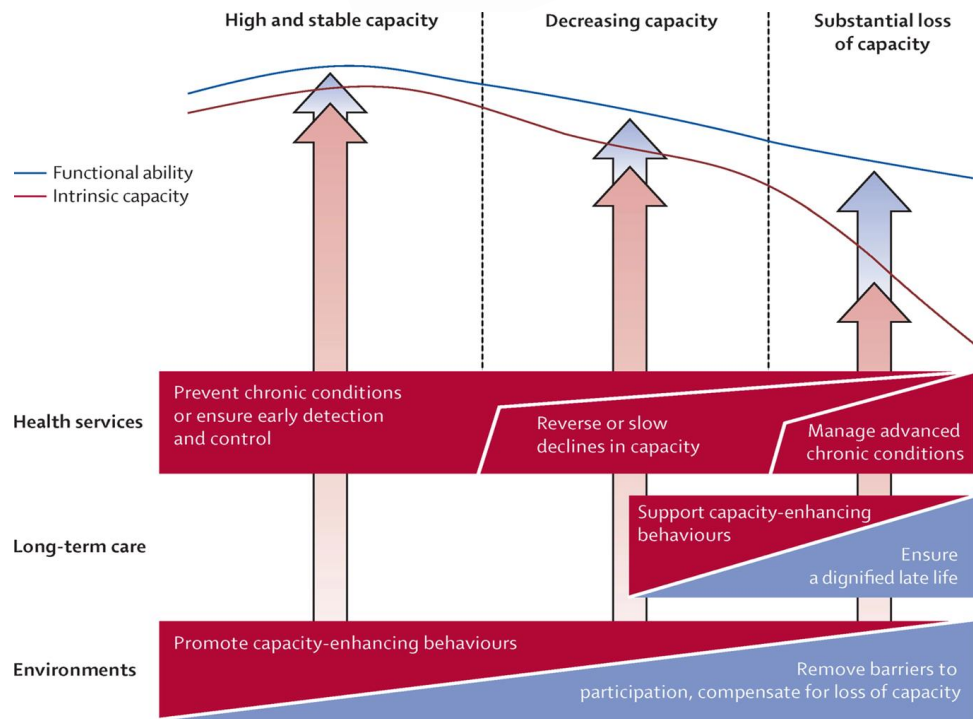 High and stable capacity
Decreasing capacity
Substantial loss
of capacity
Functional ability
Intrinsic capacity
Health services
Prevent chronic conditions
or ensure early detection
and control
Reverse or slow
declines in capacity
Manage advanced
chronic conditions
Long-term care
Support capacity-enhancing
behaviours
Ensure
a dignified late life
Environments
Promote capacity-enhancing behaviours
Remove barriers to
participation, compensate for loss of capacity